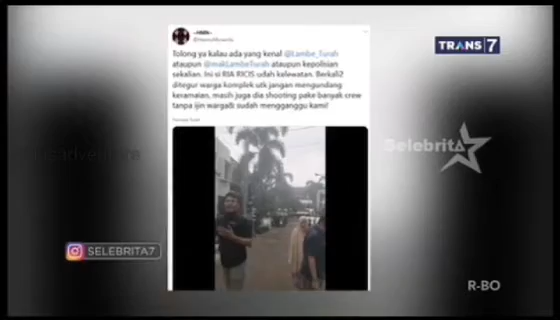 TRANS|7
Tolong ya kalau ada yang kenal @Lambe_Turah
ataupun @makLambeTurah ataupun kepolisian
sekalian. Ini si RIA RICIS udah kelewatan. Berkali2
ditegur warga komplek utk jangan mengundang
keramaian, masih juga dia shooting pake banyak crew
tanpa ijin warga& sudah mengganggu kami!
Selebrita
SELEBRITA7
R-BO